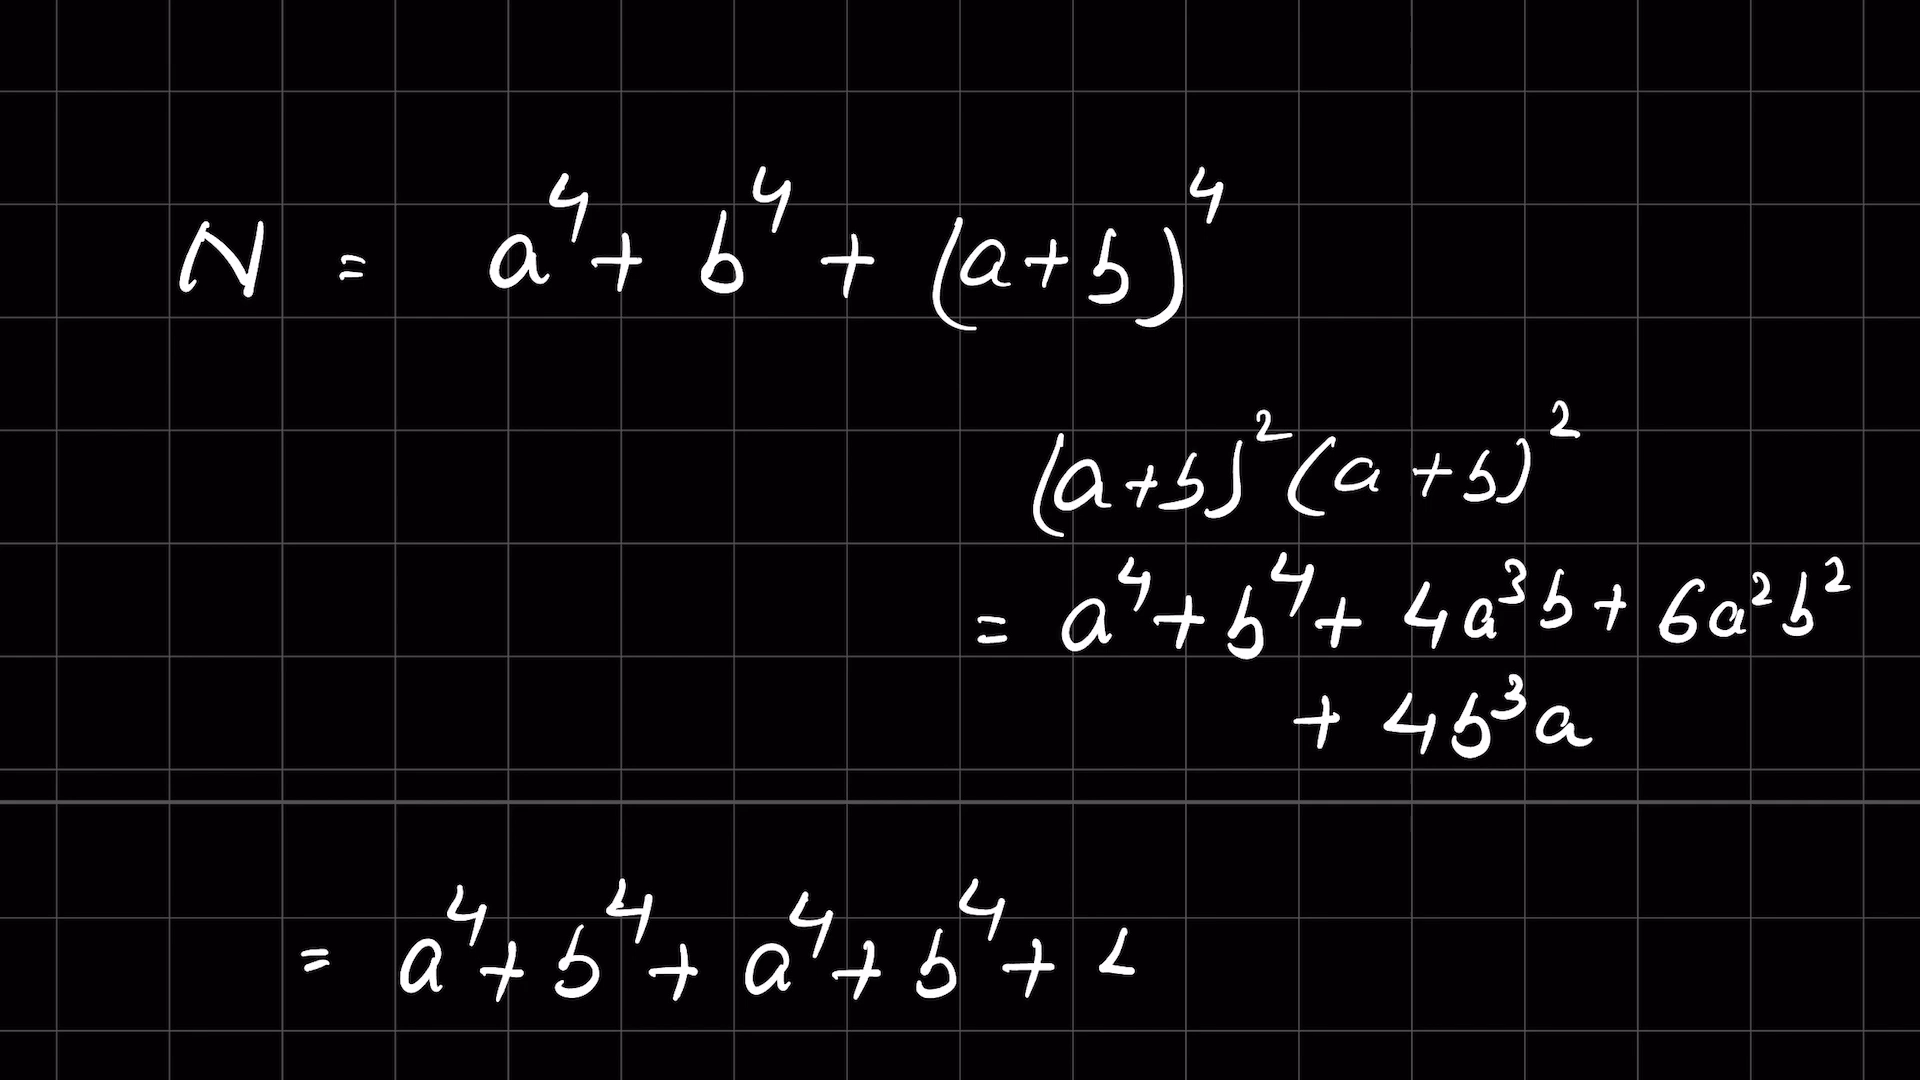 N = a⁴ + b⁴ + (a+b)⁴
(a+b)²(a+b)²
= a⁴ + b⁴ + 4a³b + 6a²b²
+ 4b³a
= a⁴ + b⁴ + a⁴ + b⁴ +